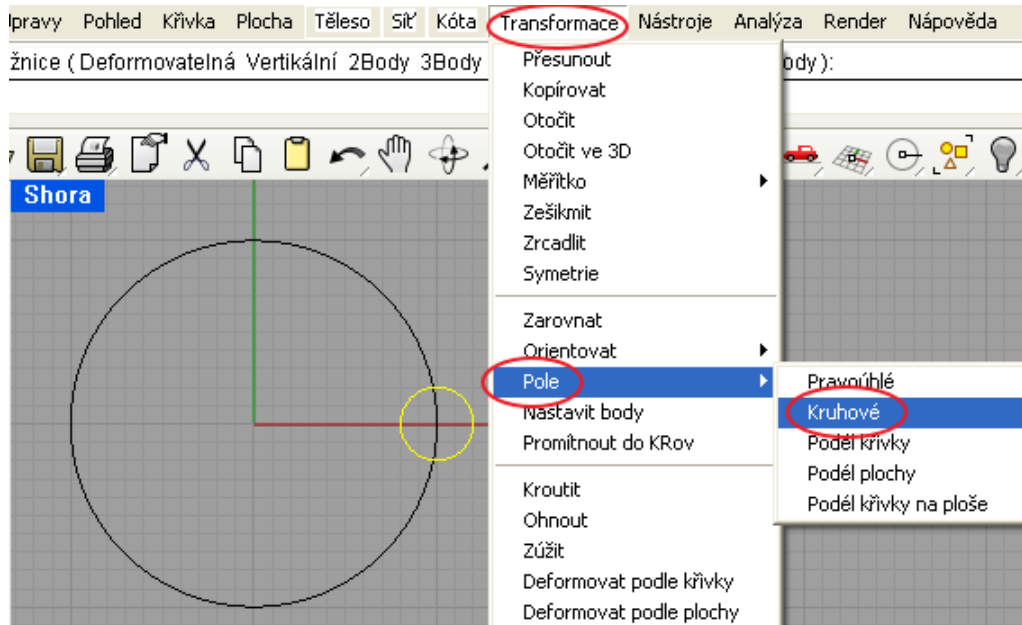 pravy Pohled Křivka Plocha Těleso Síť Kóta Transformace Nástroje Analýza Render Nápověda
žnice ( Deformovatelná Vertikální 2Body 3Body ody ):
Shora
Přesunout
Kopírovat
Otočit
Otočit ve 3D
Měřítko
Zešikmit
Zrcadlit
Symetrie
Zarovnat
Orientovat
Pole
Nastavit body
Promítnout do KRov
Kroutit
Ohnout
Zúžit
Deformovat podle křivky
Deformovat podle plochy
Pravoúhlé
Kruhové
Podél křivky
Podél plochy
Podél křivky na ploše